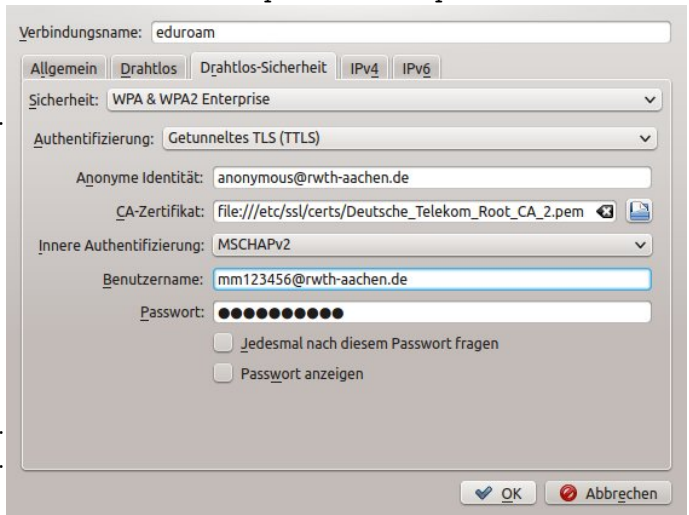 Verbindungsname: eduroam
Allgemein Drahtlos Drahtlos-Sicherheit IPv4 IPv6
Sicherheit: WPA & WPA2 Enterprise
Authentifizierung: Getunneltes TLS (TTLS)
Anonyme Identität: anonymous@rwth-aachen.de
CA-Zertifikat: file:///etc/ssl/certs/Deutsche_Telekom_Root_CA_2.pem
Innere Authentifizierung: MSCHAPv2
Benutzername: mm123456@rwth-aachen.de
Passwort: ●●●●●●●●●●
Jedesmal nach diesem Passwort fragen
Passwort anzeigen
OK Abbrechen